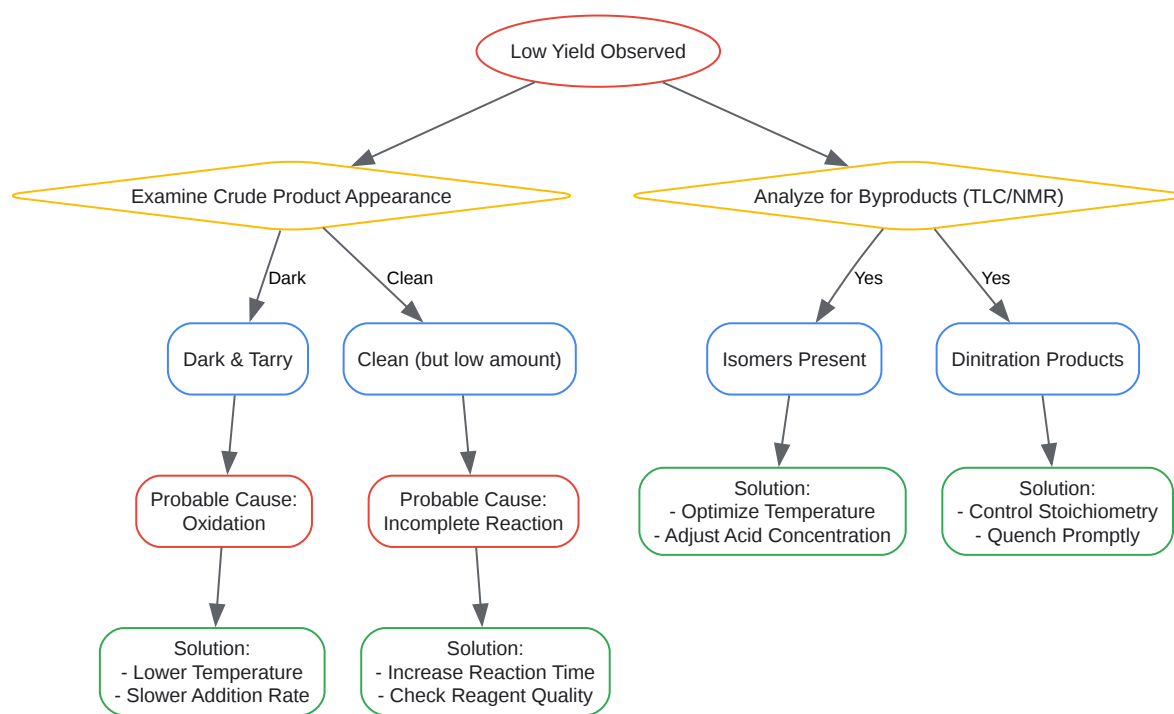 Low Yield Observed
Examine Crude Product Appearance
Analyze for Byproducts (TLC/NMR)
Dark
Clean
Yes
Yes
Dark & Tarry
Clean (but low amount)
Isomers Present
Dinitration Products
Probable Cause:
Oxidation
Probable Cause:
Incomplete Reaction
Solution:
- Optimize Temperature
- Adjust Acid Concentration
Solution:
- Control Stoichiometry
- Quench Promptly
Solution:
- Lower Temperature
- Slower Addition Rate
Solution:
- Increase Reaction Time
- Check Reagent Quality